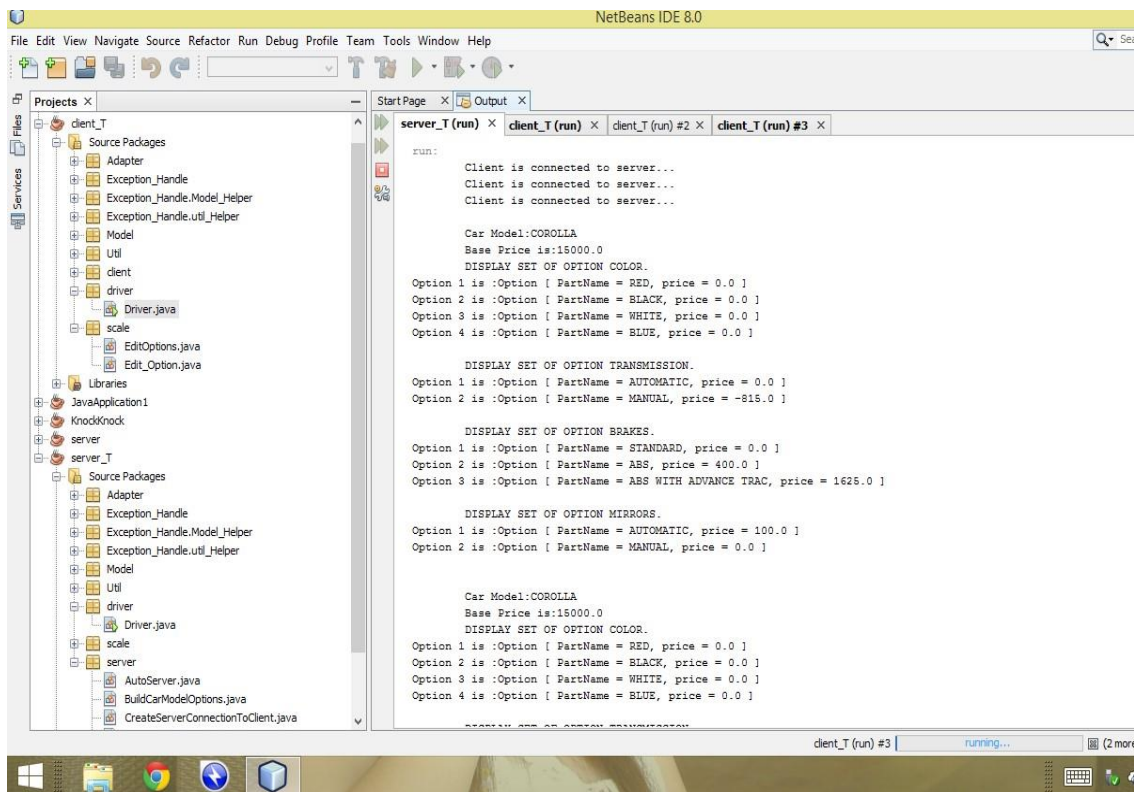 NetBeans IDE 8.0
File Edit View Navigate Source Refactor Run Debug Profile Team Tools Window Help
Sea
Projects
Start Page
Output
Files
Services
client_T
Source Packages
Adapter
Exception_Handle
Exception_Handle.Model_Helper
Exception_Handle.util_Helper
Model
Util
client
driver
Driver.java
scale
EditOptions.java
Edit_Option.java
Libraries
JavaApplication1
KnockKnock
server
server_T
Source Packages
Adapter
Exception_Handle
Exception_Handle.Model_Helper
Exception_Handle.util_Helper
Model
Util
driver
Driver.java
scale
server
AutoServer.java
BuildCarModelOptions.java
CreateServerConnectionToClient.java
server_T (run) client_T (run) client_T (run) #2 client_T (run) #3
run:
Client is connected to server...
Client is connected to server...
Client is connected to server...
Car Model:COROLLA
Base Price is:15000.0
DISPLAY SET OF OPTION COLOR.
Option 1 is :Option [ PartName = RED, price = 0.0 ]
Option 2 is :Option [ PartName = BLACK, price = 0.0 ]
Option 3 is :Option [ PartName = WHITE, price = 0.0 ]
Option 4 is :Option [ PartName = BLUE, price = 0.0 ]
DISPLAY SET OF OPTION TRANSMISSION.
Option 1 is :Option [ PartName = AUTOMATIC, price = 0.0 ]
Option 2 is :Option [ PartName = MANUAL, price = -815.0 ]
DISPLAY SET OF OPTION BRAKES.
Option 1 is :Option [ PartName = STANDARD, price = 0.0 ]
Option 2 is :Option [ PartName = ABS, price = 400.0 ]
Option 3 is :Option [ PartName = ABS WITH ADVANCE TRAC, price = 1625.0 ]
DISPLAY SET OF OPTION MIRRORS.
Option 1 is :Option [ PartName = AUTOMATIC, price = 100.0 ]
Option 2 is :Option [ PartName = MANUAL, price = 0.0 ]
Car Model:COROLLA
Base Price is:15000.0
DISPLAY SET OF OPTION COLOR.
Option 1 is :Option [ PartName = RED, price = 0.0 ]
Option 2 is :Option [ PartName = BLACK, price = 0.0 ]
Option 3 is :Option [ PartName = WHITE, price = 0.0 ]
Option 4 is :Option [ PartName = BLUE, price = 0.0 ]
DISPLAY SET OF OPTION TRANSMISSION
client_T (run) #3 running... (2 more